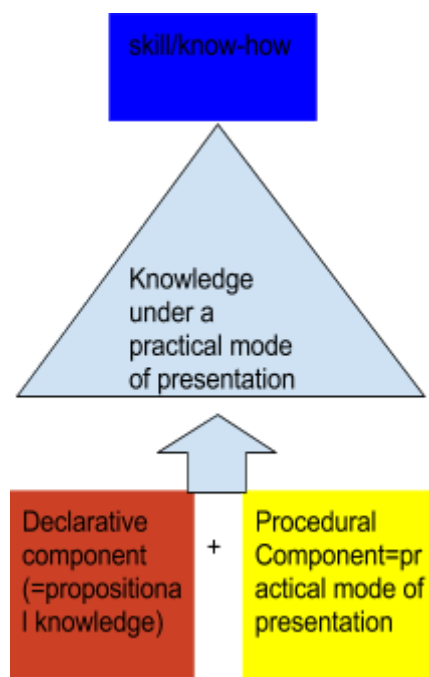 skill/know-how
Knowledge
under a
practical mode
of presentation
Declarative
component
(=propositiona
l knowledge)
+
Procedural
Component=pr
actical mode of
presentation